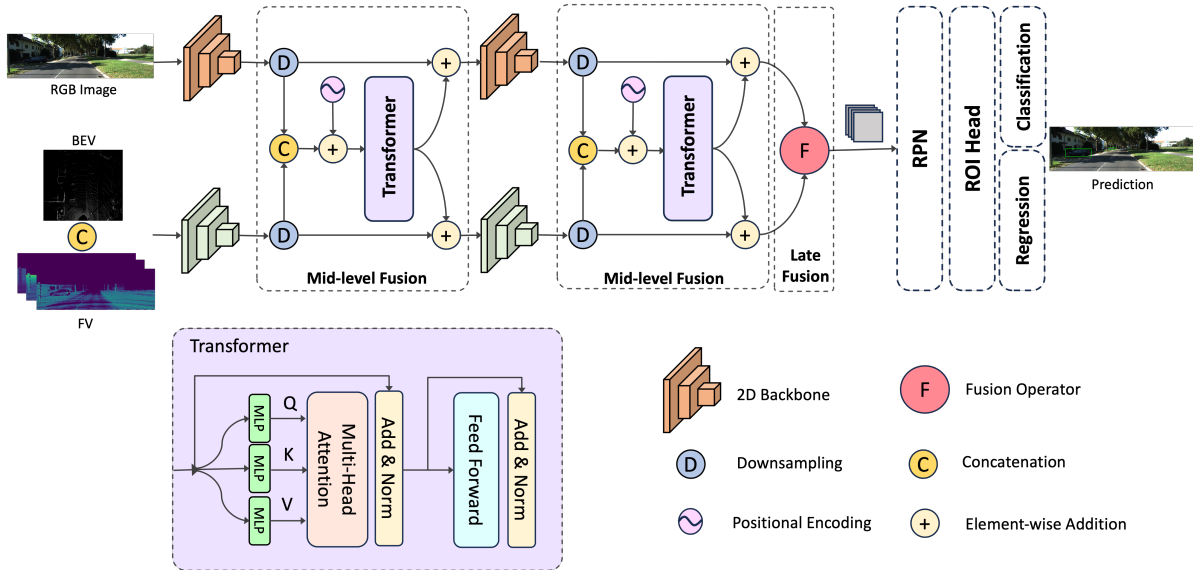 RGB Image
BEV
C
FV
D
C
+
Transformer
+
D
+
Mid-level Fusion
D
C
+
Transformer
+
D
+
Mid-level Fusion
F
Late
Fusion
RPN
ROI Head
Classification
Regression
Prediction
Transformer
MLP
Q
MLP
K
MLP
V
Multi-Head
Attention
Add & Norm
Feed Forward
Add & Norm
2D Backbone
F
Fusion Operator
D
Downsampling
C
Concatenation
Positional Encoding
+
Element-wise Addition